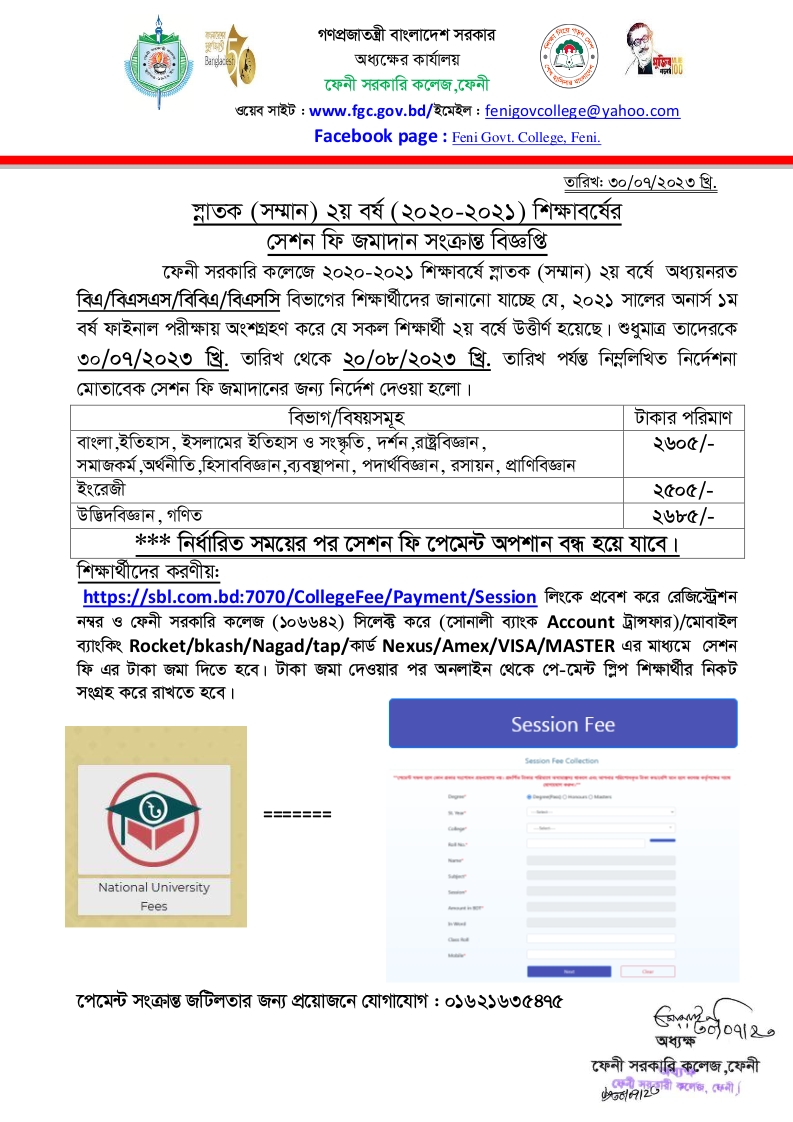 গণপ্রজাতন্ত্রী বাংলাদেশ সরকার
অধ্যক্ষের কার্যালয়
ফেনী সরকারি কলেজ,ফেনী
ওয়েব সাইট : www.fgc.gov.bd/ইমেইল : fenigovcollege@yahoo.com
Facebook page : Feni Govt. College, Feni.
Bangladesh 50
তারিখ: ৩০/০৭/২০২৩ খ্রি.
স্নাতক (সম্মান) ২য় বর্ষ (২০২০-২০২১) শিক্ষাবর্ষের
সেশন ফি জমাদান সংক্রান্ত বিজ্ঞপ্তি
ফেনী সরকারি কলেজে ২০২০-২০২১ শিক্ষাবর্ষে স্নাতক (সম্মান) ২য় বর্ষে অধ্যয়নরত
বিএ/বিএসএস/বিবিএ/বিএসসি বিভাগের শিক্ষার্থীদের জানানো যাচ্ছে যে, ২০২১ সালের অনার্স ১ম
বর্ষ ফাইনাল পরীক্ষায় অংশগ্রহণ করে যে সকল শিক্ষার্থী ২য় বর্ষে উত্তীর্ণ হয়েছে। শুধুমাত্র তাদেরকে
৩০/০৭/২০২৩ খ্রি. তারিখ থেকে ২০/০৮/২০২৩ খ্রি. তারিখ পর্যন্ত নিম্নলিখিত নির্দেশনা
মোতাবেক সেশন ফি জমাদানের জন্য নির্দেশ দেওয়া হলো।
বিভাগ/বিষয়সমূহ টাকার পরিমাণ
বাংলা,ইতিহাস, ইসলামের ইতিহাস ও সংস্কৃতি, দর্শন,রাষ্ট্রবিজ্ঞান, ২৬০৫/-
সমাজকর্ম,অর্থনীতি,হিসাববিজ্ঞান,ব্যবস্থাপনা, পদার্থবিজ্ঞান, রসায়ন, প্রাণিবিজ্ঞান
ইংরেজী ২৫০৫/-
উদ্ভিদবিজ্ঞান, গণিত ২৬৮৫/-
*** নির্ধারিত সময়ের পর সেশন ফি পেমেন্ট অপশান বন্ধ হয়ে যাবে।
শিক্ষার্থীদের করণীয়:
https://sbl.com.bd:7070/CollegeFee/Payment/Session লিংকে প্রবেশ করে রেজিস্ট্রেশন
নম্বর ও ফেনী সরকারি কলেজ (১০৬৬৪২) সিলেক্ট করে (সোনালী ব্যাংক Account ট্রান্সফার)/মোবাইল
ব্যাংকিং Rocket/bkash/Nagad/tap/কার্ড Nexus/Amex/VISA/MASTER এর মাধ্যমে সেশন
ফি এর টাকা জমা দিতে হবে। টাকা জমা দেওয়ার পর অনলাইন থেকে পে-মেন্ট স্লিপ শিক্ষার্থীর নিকট
সংগ্রহ করে রাখতে হবে।
National University
Fees
=======
Session Fee
Session Fee Collection
Degree* Degree(Pass) Honours Masters
St. Year* --- Select ---
College* --- Select ---
Roll No.*
Name*
Subject*
Session*
Amount in BDT*
In Word
Class Roll
Mobile*
Next Clear
পেমেন্ট সংক্রান্ত জটিলতার জন্য প্রয়োজনে যোগাযোগ : ০১৬২১৬৩৫৪৭৫
৩০/০৭/২৩
অধ্যক্ষ
ফেনী সরকারি কলেজ,ফেনী
অধ্যক্ষ
ফেনী সরকারী কলেজ, ফেনী।